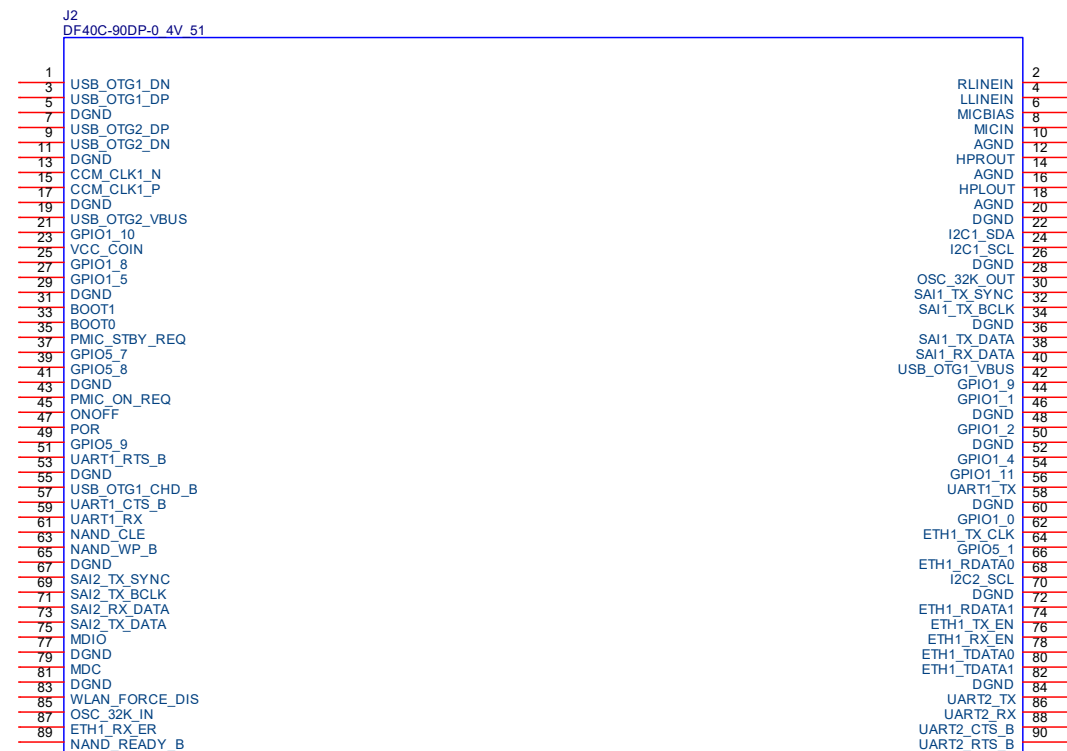 J2
DF40C-90DP-0_4V_51
1 2
USB_OTG1_DN RLINEIN
3 4
USB_OTG1_DP LLINEIN
5 6
DGND MICBIAS
7 8
USB_OTG2_DP MICIN
9 10
USB_OTG2_DN AGND
11 12
DGND HPROUT
13 14
CCM_CLK1_N AGND
15 16
CCM_CLK1_P HPLOUT
17 18
DGND AGND
19 20
USB_OTG2_VBUS DGND
21 22
GPIO1_10 I2C1_SDA
23 24
VCC_COIN I2C1_SCL
25 26
GPIO1_8 DGND
27 28
GPIO1_5 OSC_32K_OUT
29 30
DGND SAI1_TX_SYNC
31 32
BOOT1 SAI1_TX_BCLK
33 34
BOOT0 DGND
35 36
PMIC_STBY_REQ SAI1_TX_DATA
37 38
GPIO5_7 SAI1_RX_DATA
39 40
GPIO5_8 USB_OTG1_VBUS
41 42
DGND GPIO1_9
43 44
PMIC_ON_REQ GPIO1_1
45 46
ONOFF DGND
47 48
POR GPIO1_2
49 50
GPIO5_9 DGND
51 52
UART1_RTS_B GPIO1_4
53 54
DGND GPIO1_11
55 56
USB_OTG1_CHD_B UART1_TX
57 58
UART1_CTS_B DGND
59 60
UART1_RX GPIO1_0
61 62
NAND_CLE ETH1_TX_CLK
63 64
NAND_WP_B GPIO5_1
65 66
DGND ETH1_RDATA0
67 68
SAI2_TX_SYNC I2C2_SCL
69 70
SAI2_TX_BCLK DGND
71 72
SAI2_RX_DATA ETH1_RDATA1
73 74
SAI2_TX_DATA ETH1_TX_EN
75 76
MDIO ETH1_RX_EN
77 78
DGND ETH1_TDATA0
79 80
MDC ETH1_TDATA1
81 82
DGND DGND
83 84
WLAN_FORCE_DIS UART2_TX
85 86
OSC_32K_IN UART2_RX
87 88
ETH1_RX_ER UART2_CTS_B
89 90
NAND_READY_B UART2_RTS_B